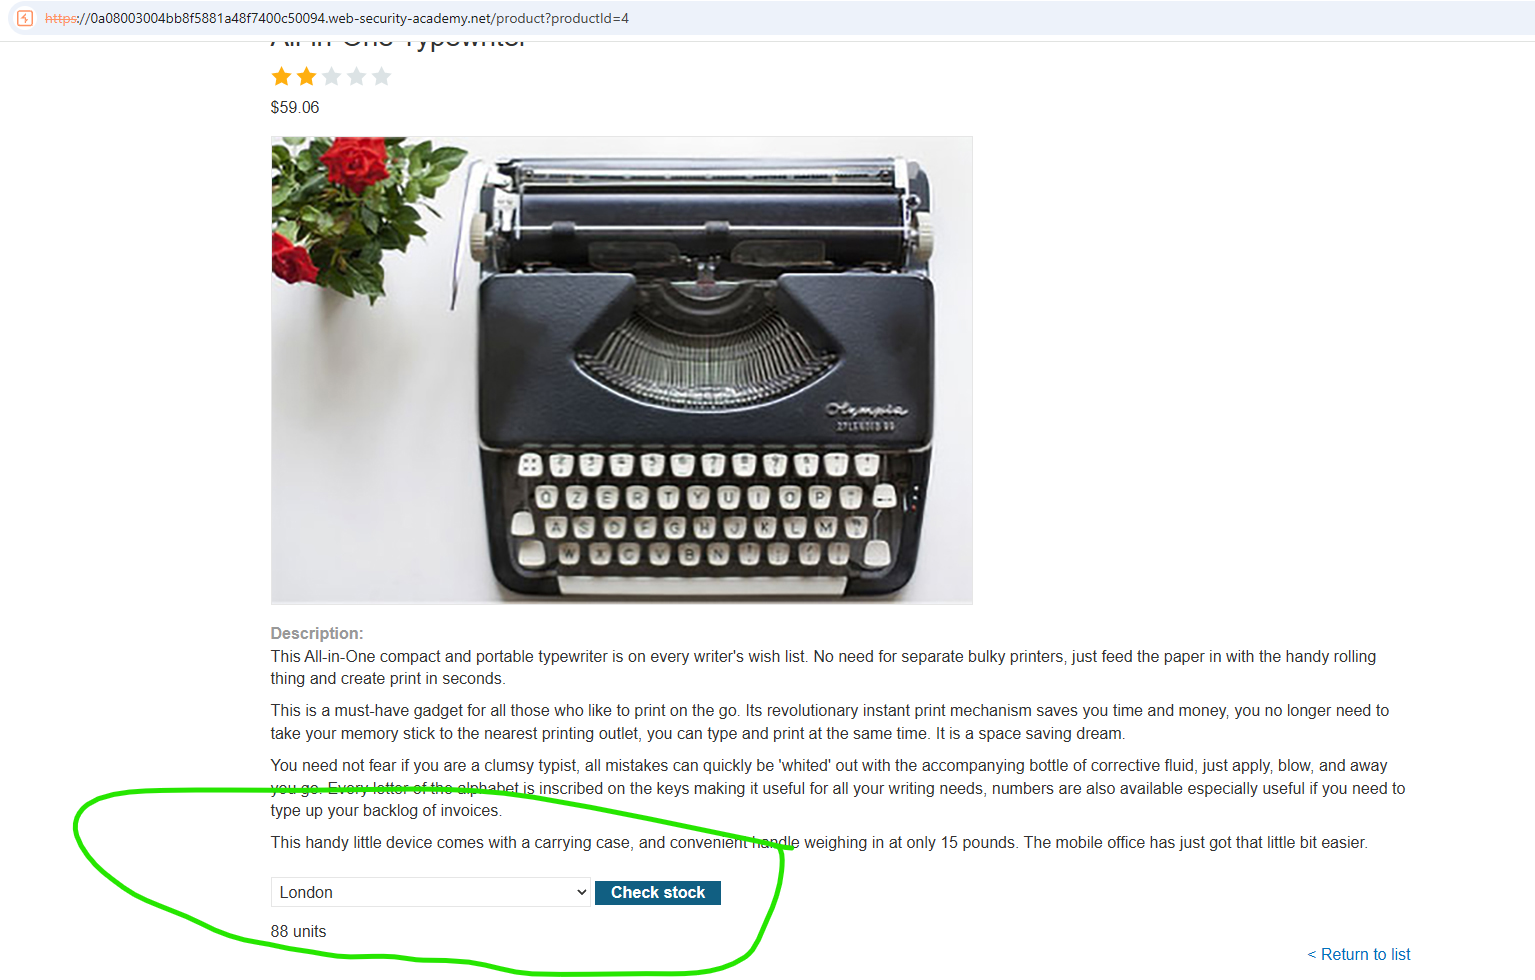 https://0a08003004bb8f5881a48f7400c50094.web-security-academy.net/product?productId=4
All-in-One Typewriter
$59.06
Olympia
Q Z E R T Y U I O P
A S D F G H J K L M
W X C V B N
Description:
This All-in-One compact and portable typewriter is on every writer's wish list. No need for separate bulky printers, just feed the paper in with the handy rolling
thing and create print in seconds.
This is a must-have gadget for all those who like to print on the go. Its revolutionary instant print mechanism saves you time and money, you no longer need to
take your memory stick to the nearest printing outlet, you can type and print at the same time. It is a space saving dream.
You need not fear if you are a clumsy typist, all mistakes can quickly be 'whited' out with the accompanying bottle of corrective fluid, just apply, blow, and away
you go. Every letter of the alphabet is inscribed on the keys making it useful for all your writing needs, numbers are also available especially useful if you need to
type up your backlog of invoices.
This handy little device comes with a carrying case, and convenient handle weighing in at only 15 pounds. The mobile office has just got that little bit easier.
London
Check stock
88 units
< Return to list